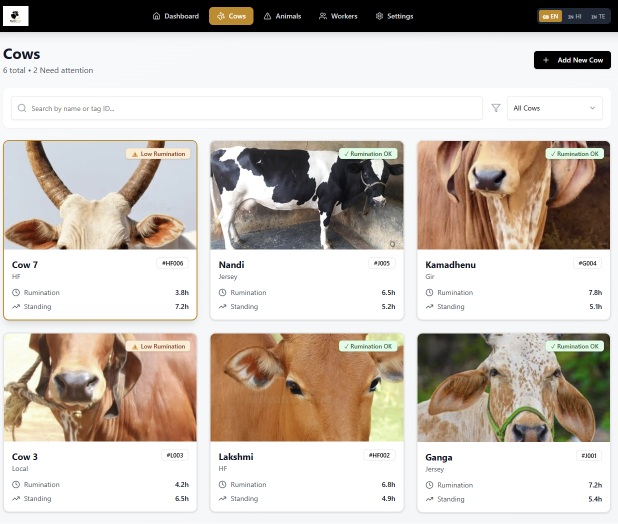 Dashboard
Cows
Animals
Workers
Settings
EN
HI
TE
Cows
6 total • 2 Need attention
+ Add New Cow
Search by name or tag ID...
All Cows
⚠ Low Rumination
Cow 7
#HF006
HF
Rumination 3.8h
Standing 7.2h
✓ Rumination OK
Nandi
#J005
Jersey
Rumination 6.5h
Standing 5.2h
✓ Rumination OK
Kamadhenu
#G004
Gir
Rumination 7.8h
Standing 5.1h
⚠ Low Rumination
Cow 3
#L003
Local
Rumination 4.2h
Standing 6.5h
✓ Rumination OK
Lakshmi
#HF002
HF
Rumination 6.8h
Standing 4.9h
✓ Rumination OK
Ganga
#J001
Jersey
Rumination 7.2h
Standing 5.4h